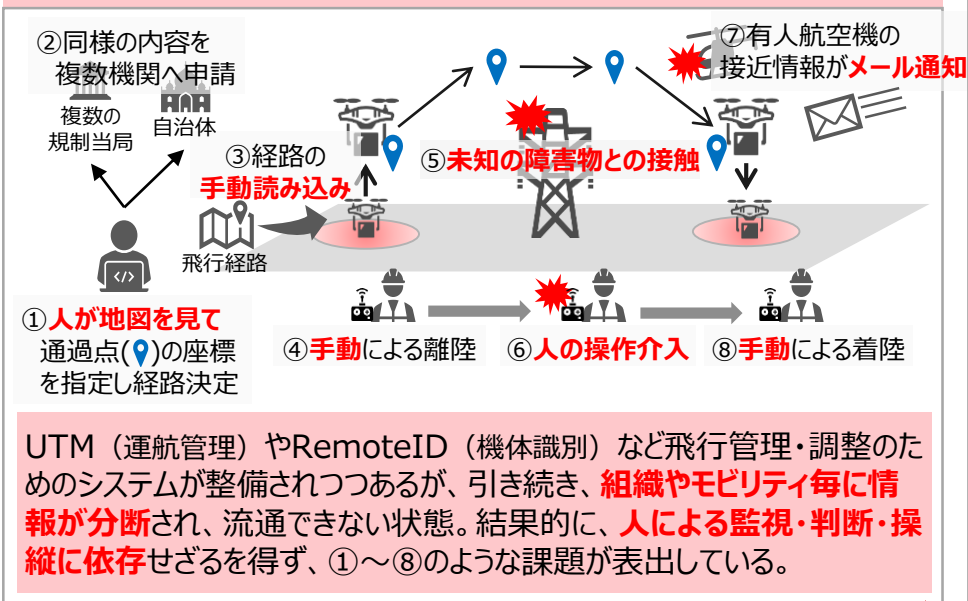 ②同様の内容を
複数機関へ申請
複数の
規制当局
自治体
③経路の
手動読み込み
飛行経路
①人が地図を見て
通過点()の座標
を指定し経路決定
④手動による離陸
⑤未知の障害物との接触
⑥人の操作介入
⑦有人航空機の
接近情報がメール通知
⑧手動による着陸
UTM（運航管理）やRemoteID（機体識別）など飛行管理・調整のた
めのシステムが整備されつつあるが、引き続き、組織やモビリティ毎に情
報が分断され、流通できない状態。結果的に、人による監視・判断・操
縦に依存せざるを得ず、①～⑧のような課題が表出している。